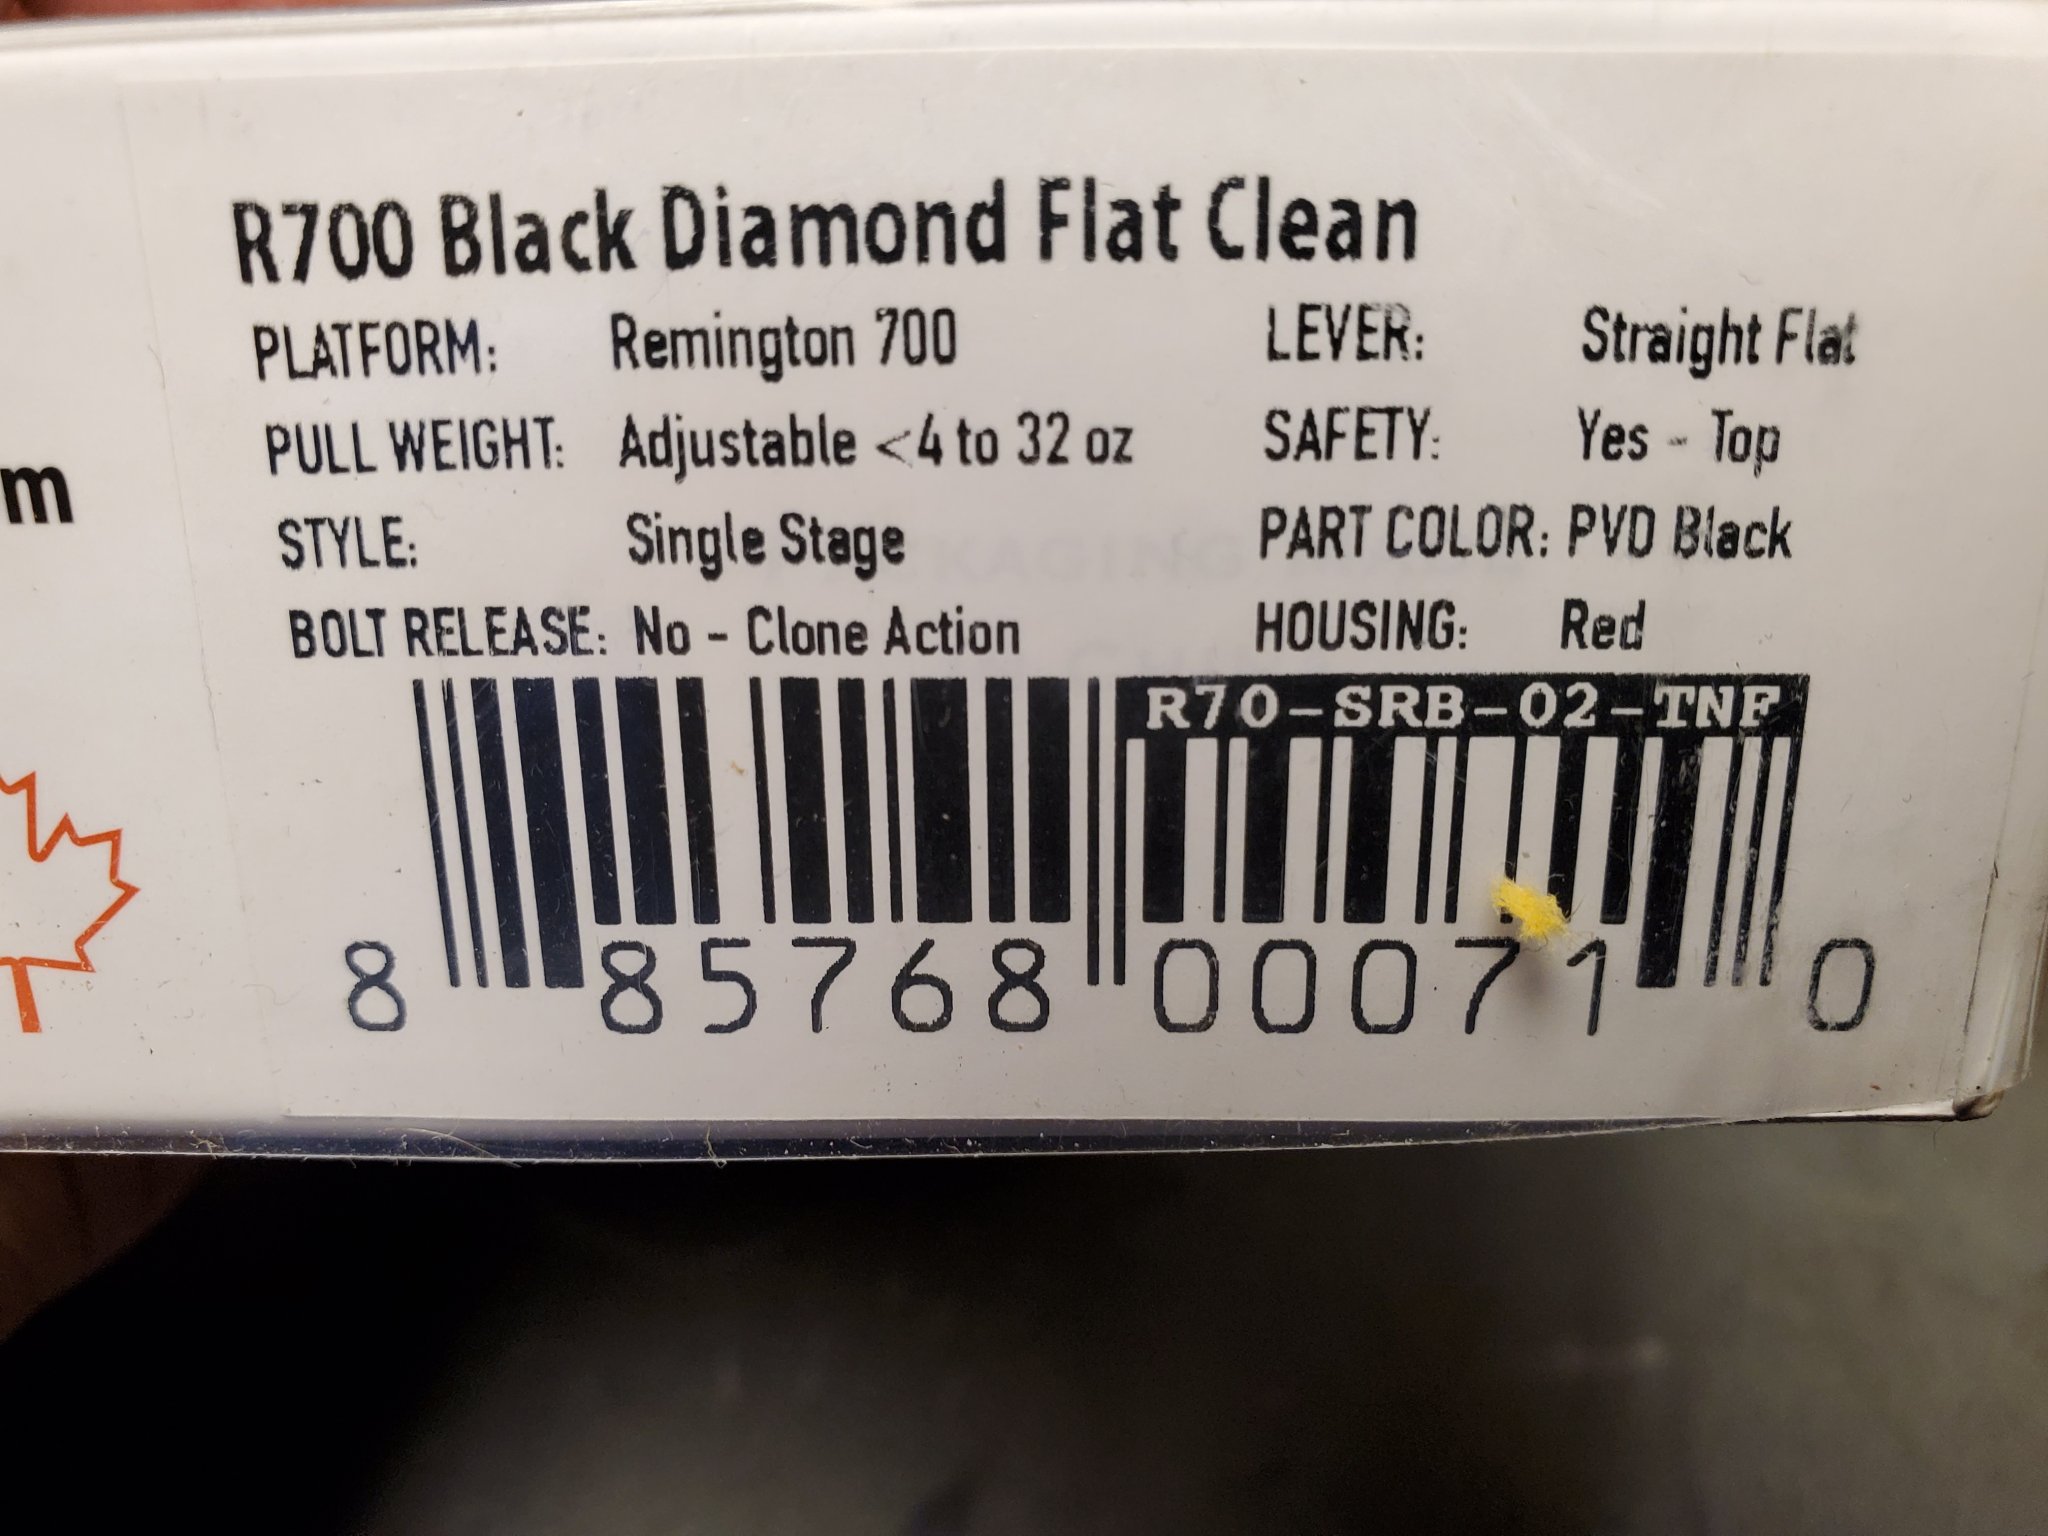 R700 Black Diamond Flat Clean
PLATFORM: Remington 700 LEVER: Straight Flat
PULL WEIGHT: Adjustable <4 to 32 oz SAFETY: Yes - Top
m
STYLE: Single Stage PART COLOR: PVD Black
BOLT RELEASE: No - Clone Action HOUSING: Red
R70-SRB-02-TNF
8 85768 00071 0